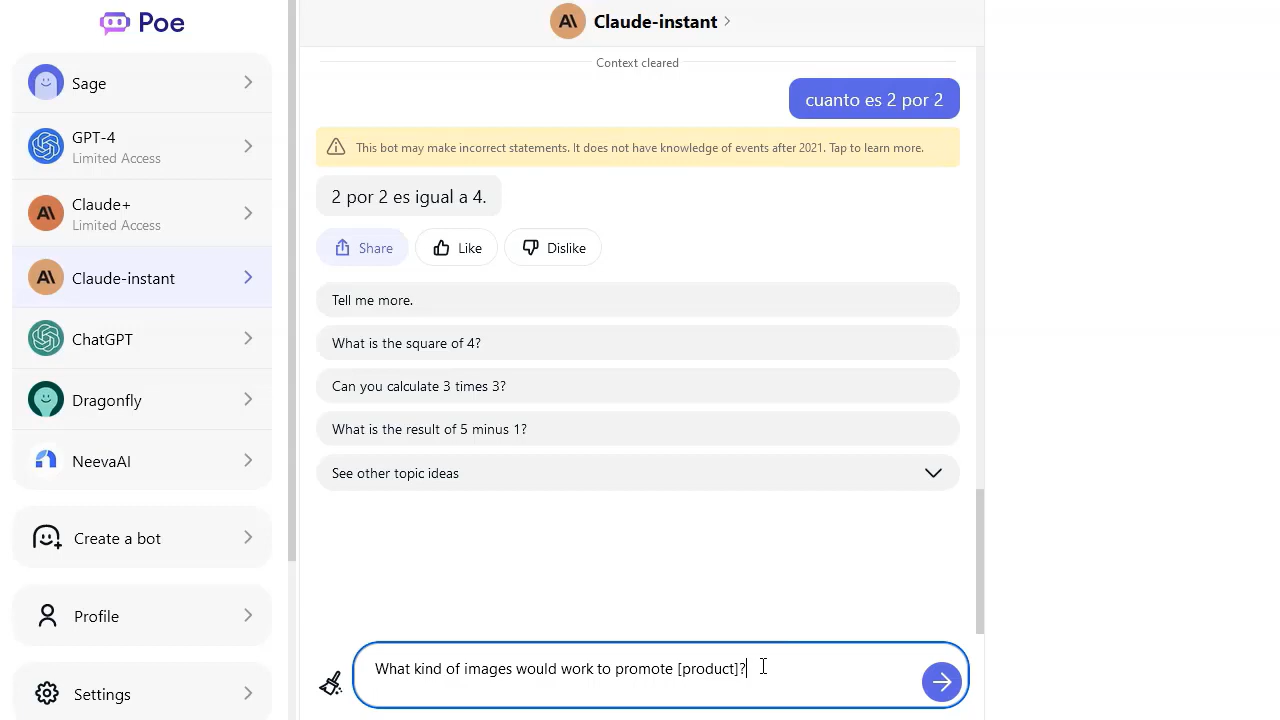 Poe
Sage
GPT-4
Limited Access
Claude+
Limited Access
Claude-instant
ChatGPT
Dragonfly
NeevaAI
Create a bot
Profile
Settings
Claude-instant
Context cleared
cuanto es 2 por 2
This bot may make incorrect statements. It does not have knowledge of events after 2021. Tap to learn more.
2 por 2 es igual a 4.
Share Like Dislike
Tell me more.
What is the square of 4?
Can you calculate 3 times 3?
What is the result of 5 minus 1?
See other topic ideas
What kind of images would work to promote [product]?